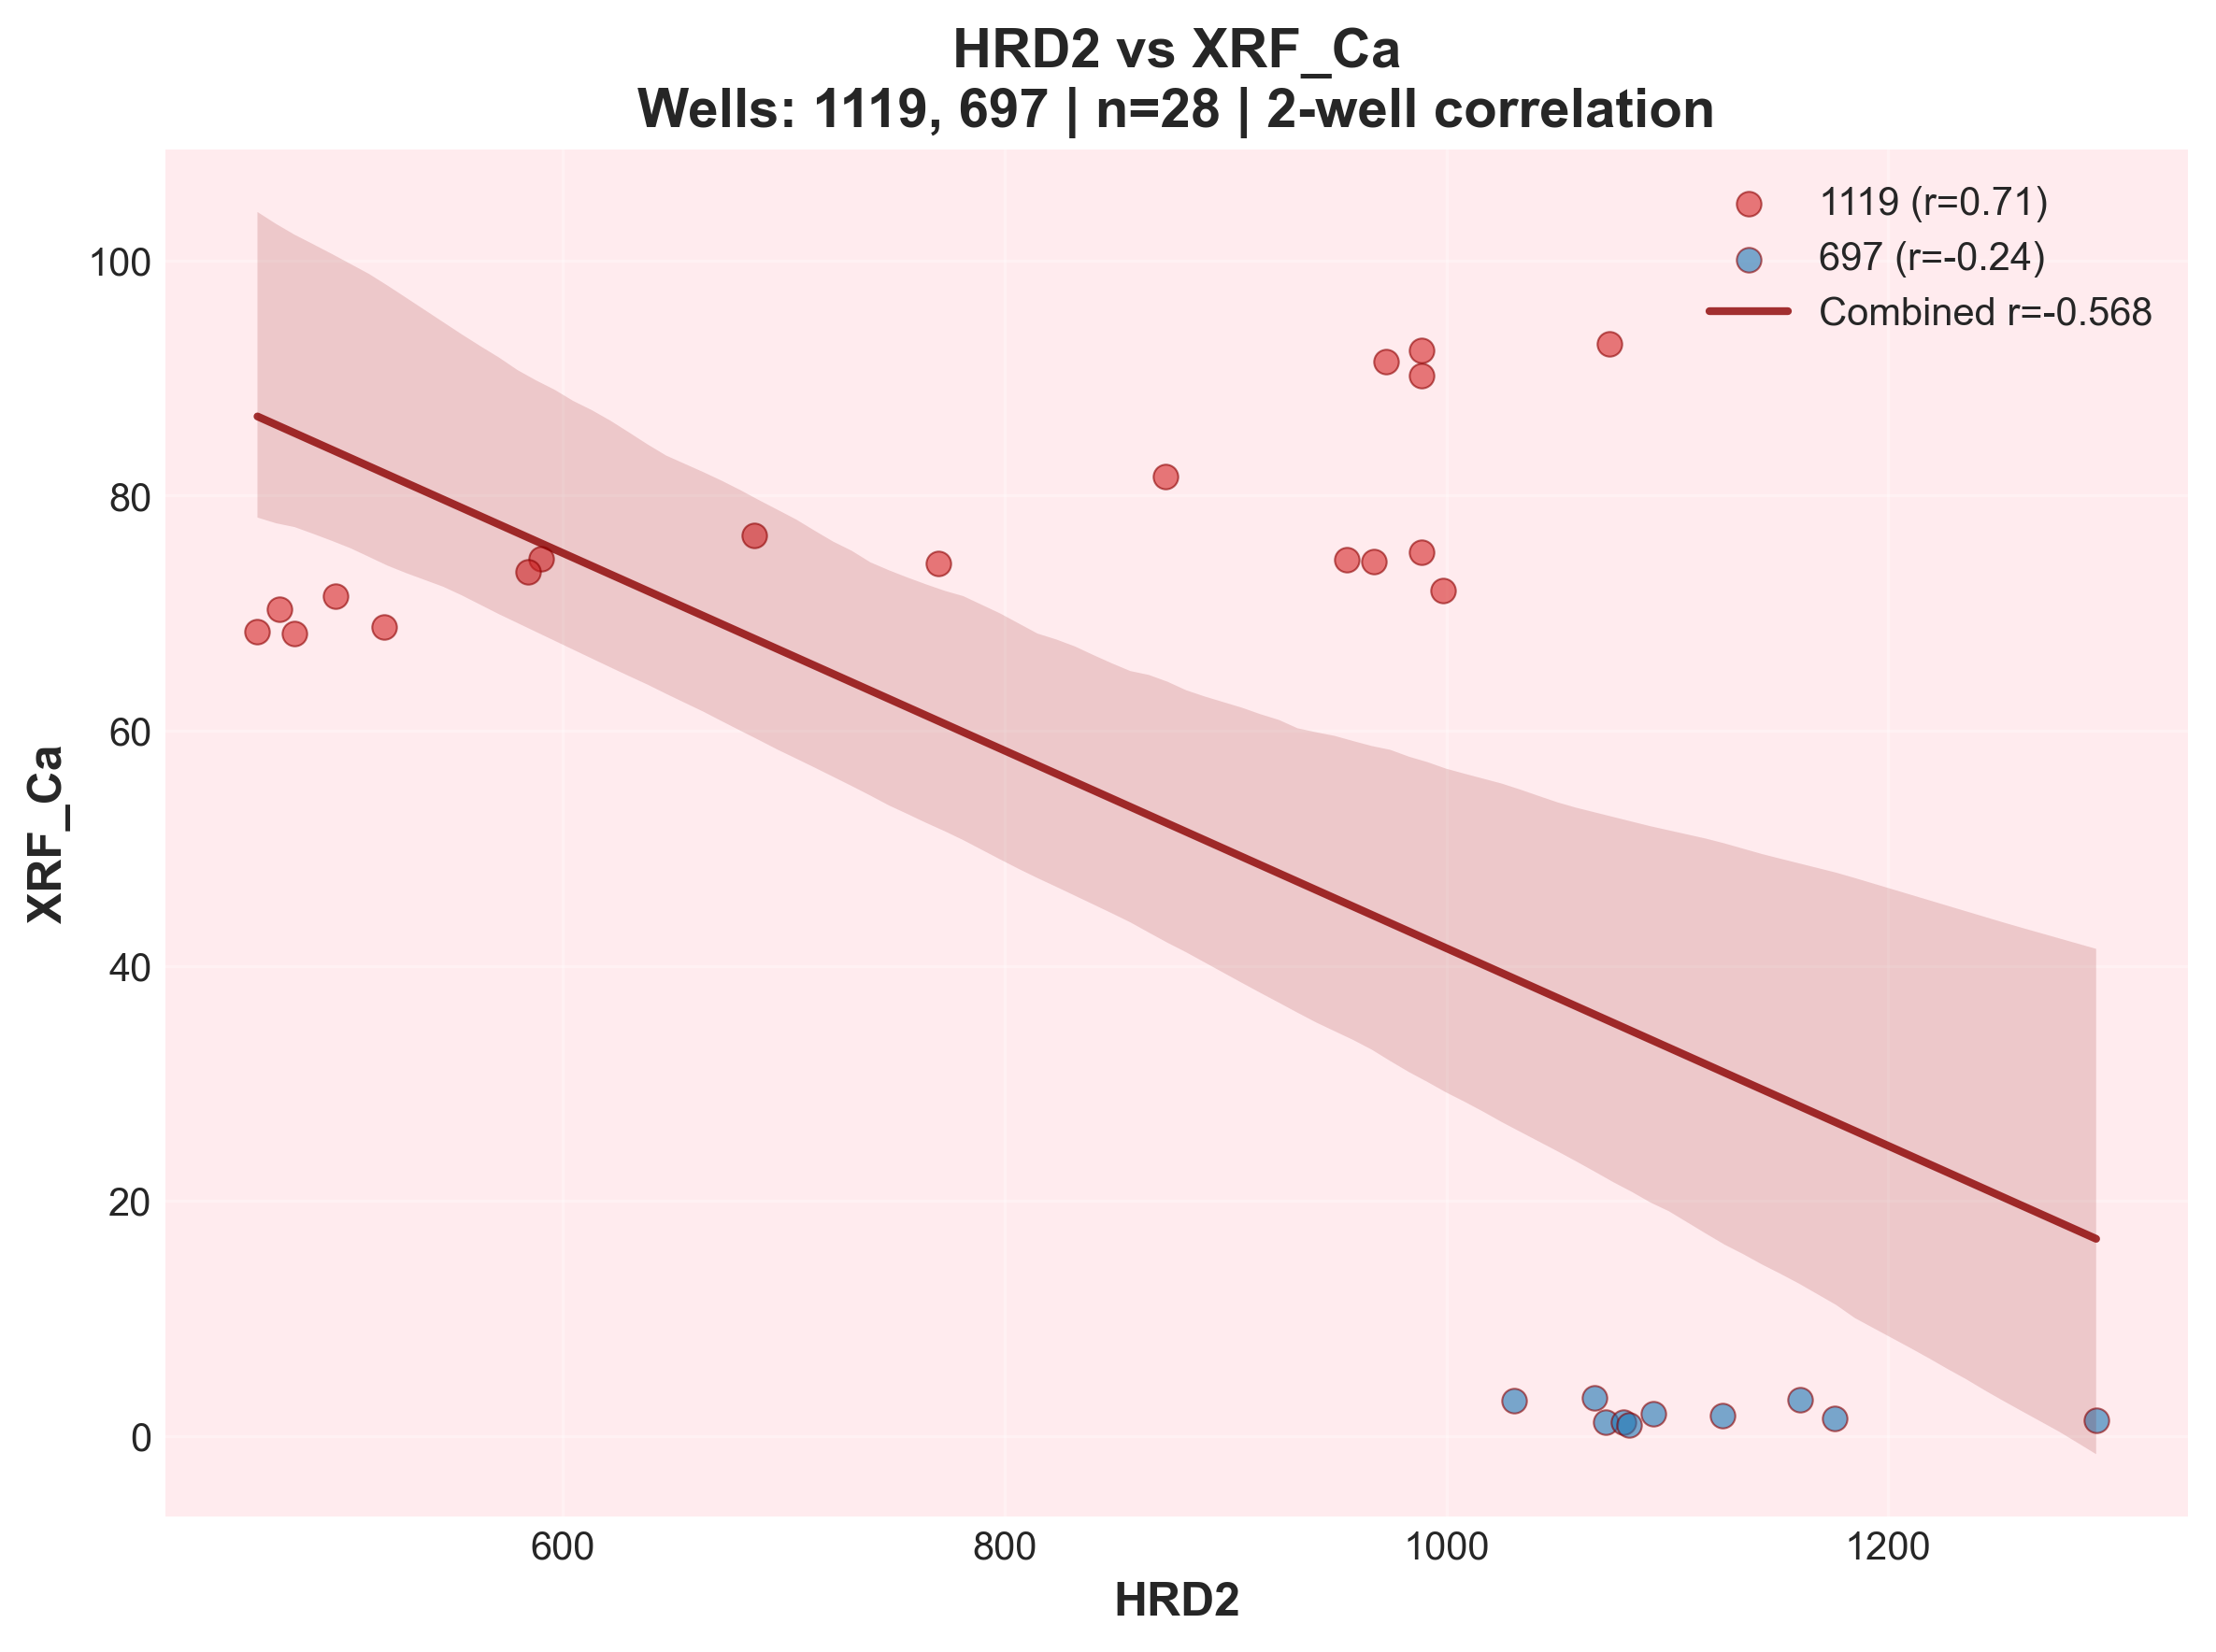 HRD2 vs XRF_Ca
Wells: 1119, 697 | n=28 | 2-well correlation
1119 (r=0.71)
697 (r=-0.24)
Combined r=-0.568
XRF_Ca
100
80
60
40
20
0
600
800
1000
1200
HRD2